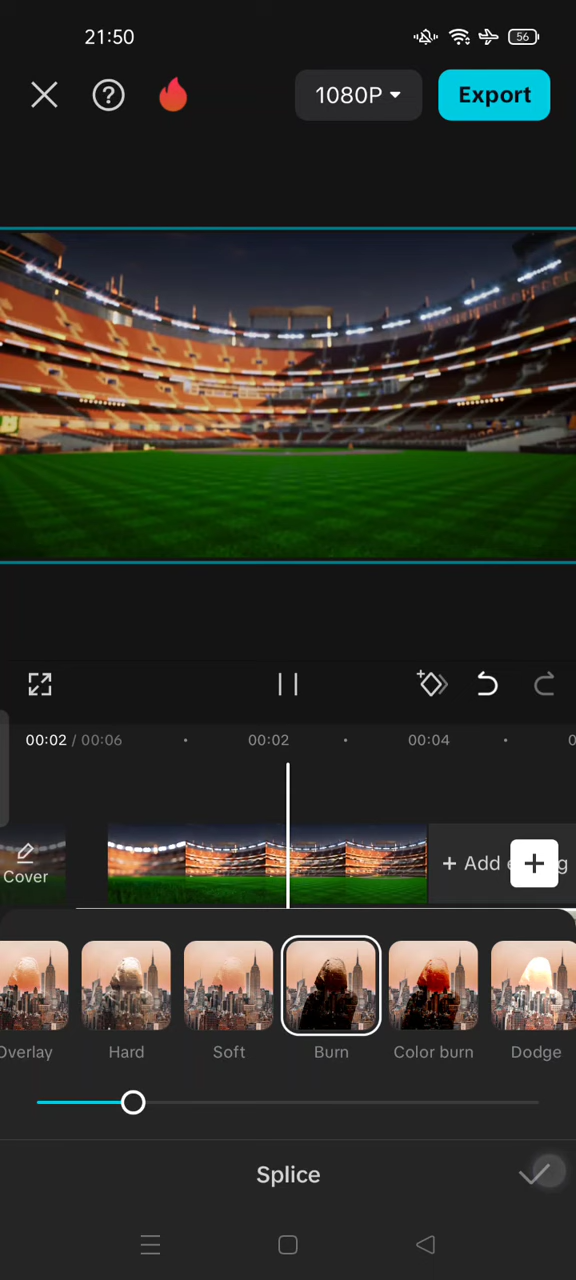 21:50
56
1080P
Export
00:02 / 00:06
00:02
00:04
Cover
+ Add
Overlay
Hard
Soft
Burn
Color burn
Dodge
Splice